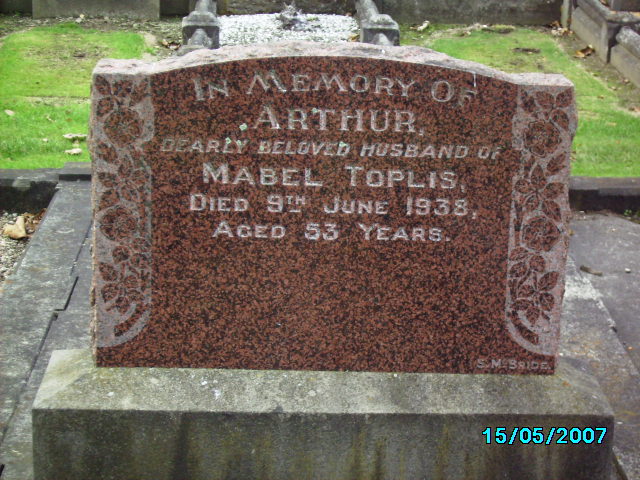 IN MEMORY OF
ARTHUR,
DEARLY BELOVED HUSBAND OF
MABEL TOPLIS,
DIED 9TH JUNE 1938,
AGED 53 YEARS.
S. McBRIDE.
15/05/2007